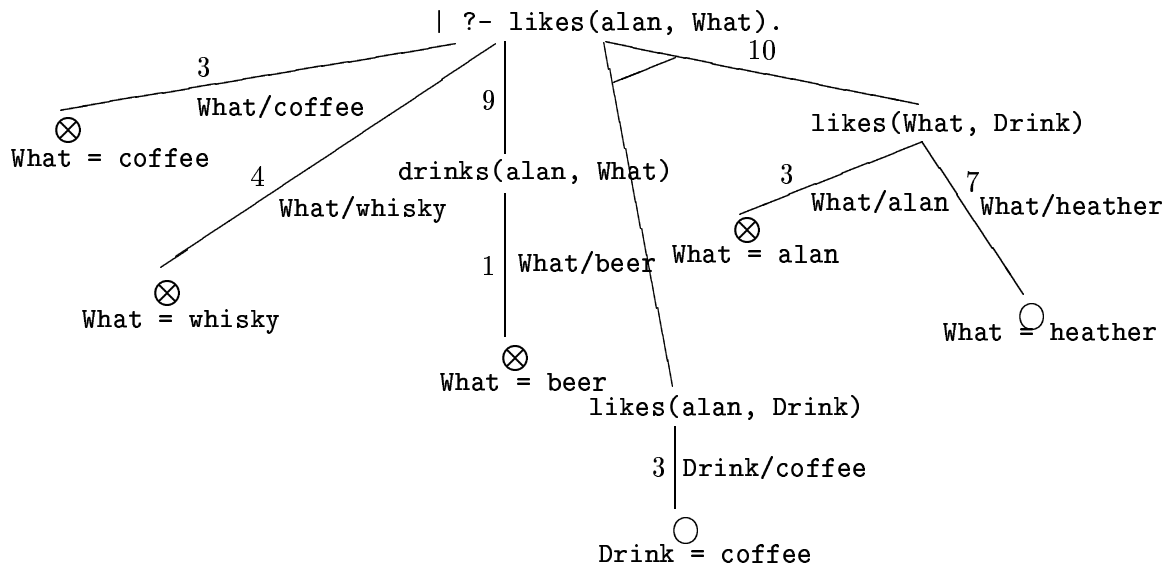 | ?- likes(alan, What).
10
3
What/coffee
9
likes(What, Drink)
What = coffee
drinks(alan, What)
4
3
7
What/whisky
What/alan
What/heather
What = alan
1
What/beer
What = whisky
What = heather
What = beer
likes(alan, Drink)
3
Drink/coffee
Drink = coffee